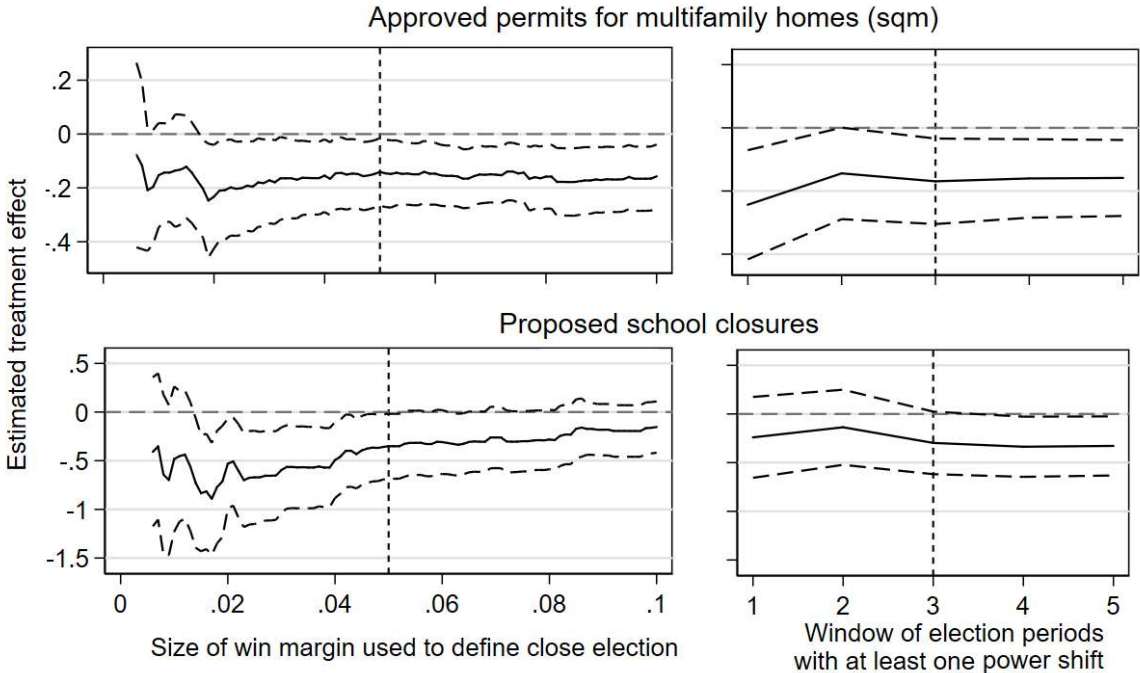 Approved permits for multifamily homes (sqm)
.2
0
-.2
-.4
Estimated treatment effect
Proposed school closures
.5
0
-.5
-1
-1.5
0 .02 .04 .06 .08 .1
1 2 3 4 5
Size of win margin used to define close election
Window of election periods
with at least one power shift